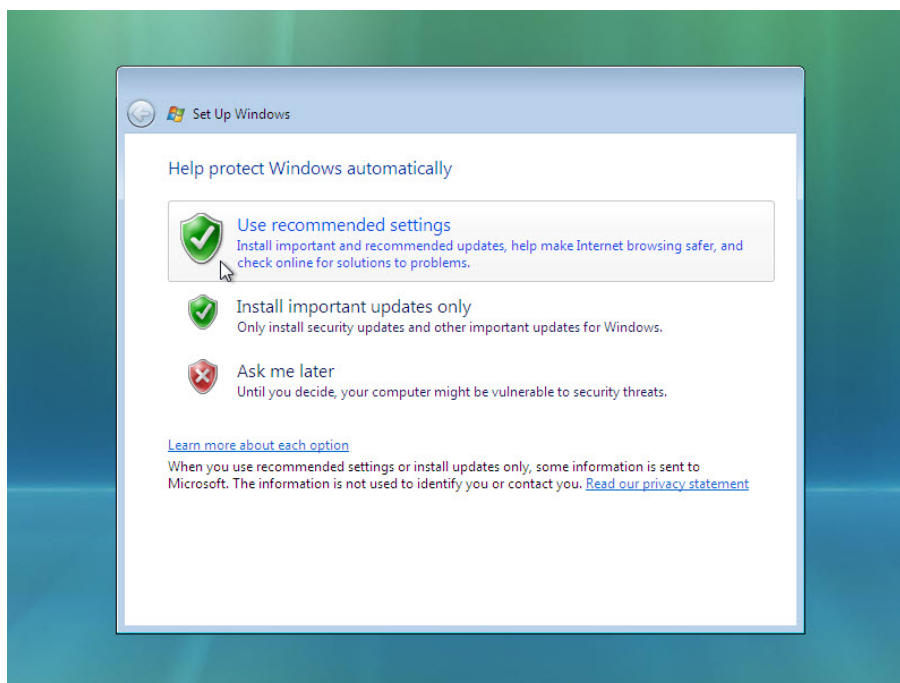 Set Up Windows
Help protect Windows automatically
Use recommended settings
Install important and recommended updates, help make Internet browsing safer, and
check online for solutions to problems.
Install important updates only
Only install security updates and other important updates for Windows.
Ask me later
Until you decide, your computer might be vulnerable to security threats.
Learn more about each option
When you use recommended settings or install updates only, some information is sent to
Microsoft. The information is not used to identify you or contact you. Read our privacy statement